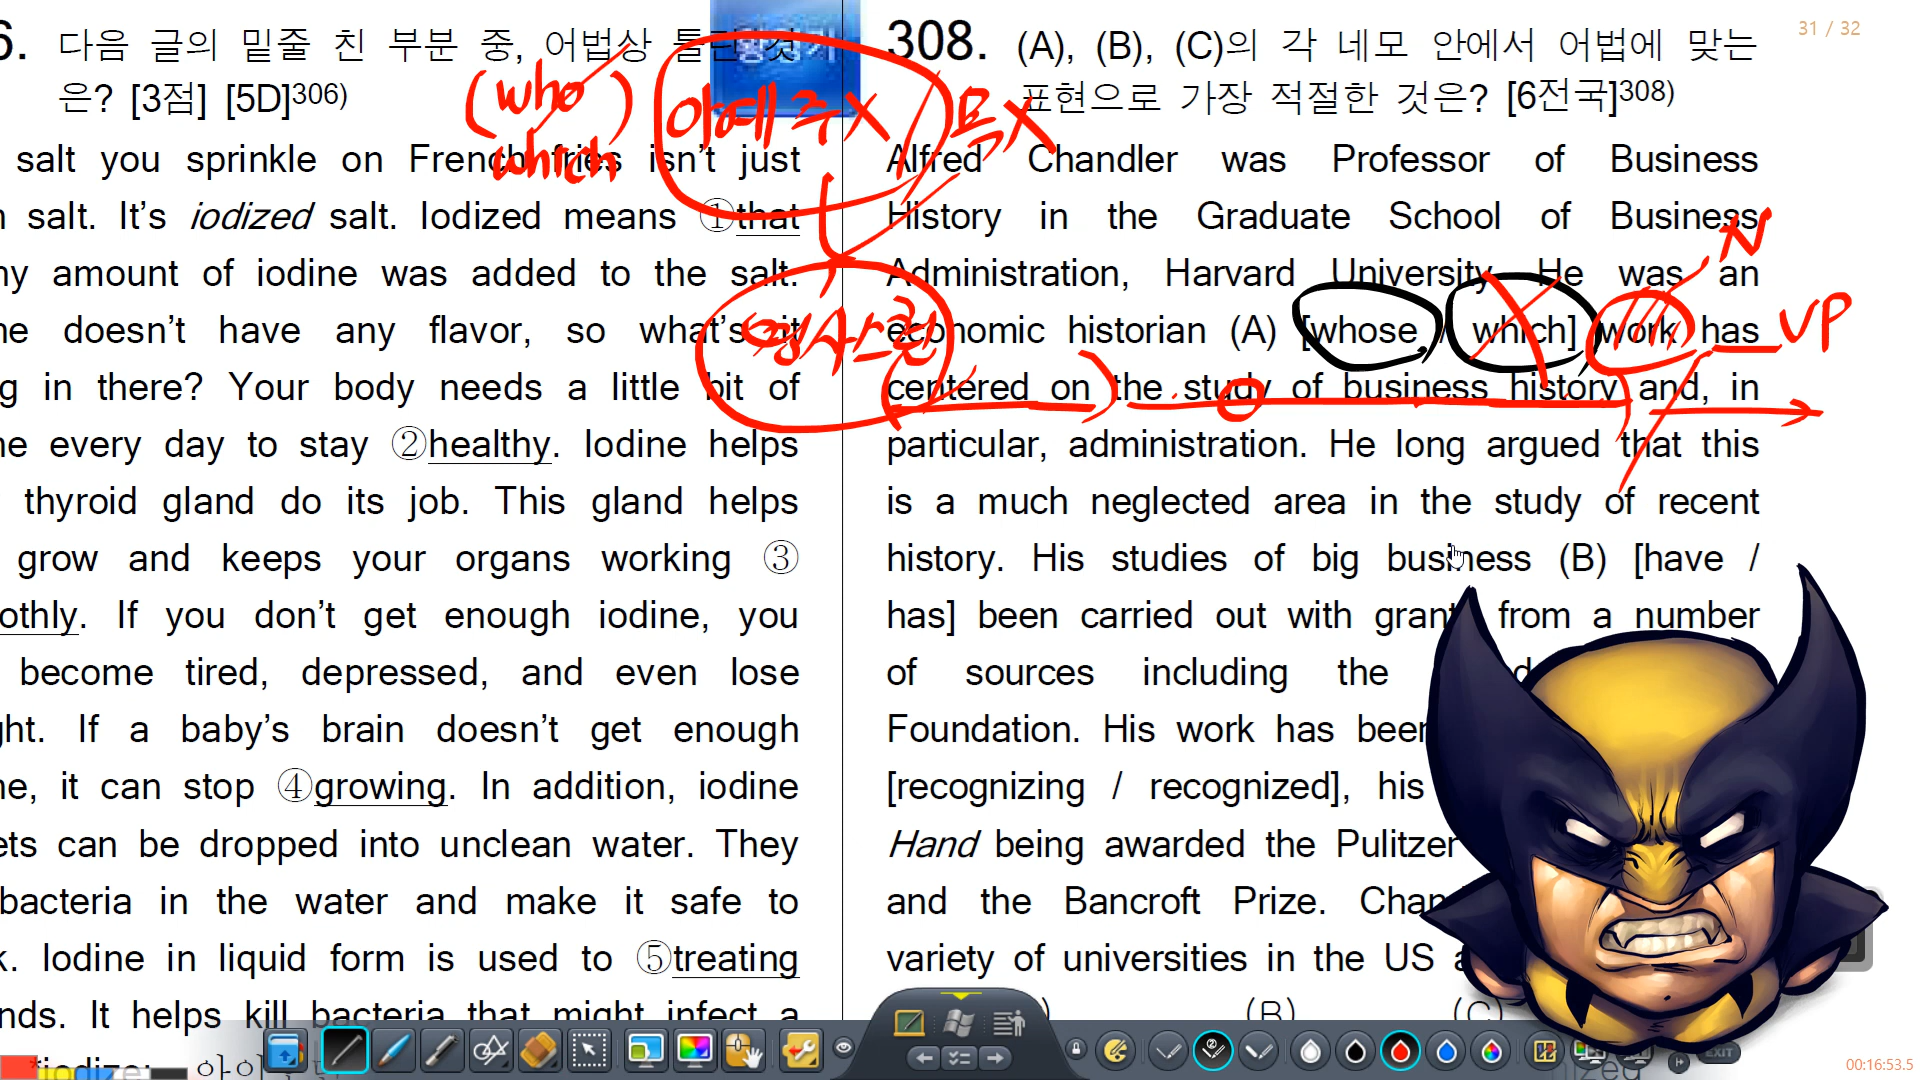 6. 다음 글의 밑줄 친 부분 중, 어법상 틀린 것
은? [3점] [5D]306)
salt you sprinkle on French fries isn't just
salt. It's iodized salt. Iodized means ①that
ny amount of iodine was added to the salt.
ne doesn't have any flavor, so what's it
g in there? Your body needs a little bit of
ne every day to stay ②healthy. Iodine helps
thyroid gland do its job. This gland helps
grow and keeps your organs working ③
othly. If you don't get enough iodine, you
become tired, depressed, and even lose
ght. If a baby's brain doesn't get enough
ne, it can stop ④growing. In addition, iodine
ets can be dropped into unclean water. They
bacteria in the water and make it safe to
k. Iodine in liquid form is used to ⑤treating
nds. It helps kill bacteria that might infect a
(who
which)
아예 주X
목X
명사
308. (A), (B), (C)의 각 네모 안에서 어법에 맞는
표현으로 가장 적절한 것은? [6전국]308)
Alfred Chandler was Professor of Business
History in the Graduate School of Business
Administration, Harvard University. He was an
economic historian (A) [whose / which] work has
centered on the study of business history and, in
particular, administration. He long argued that this
is a much neglected area in the study of recent
history. His studies of big business (B) [have /
has] been carried out with grants from a number
of sources including the
Foundation. His work has been
[recognizing / recognized], his
Hand being awarded the Pulitzer
and the Bancroft Prize.
variety of universities in the US
(B) (C)
N
VP
31 / 32
EXIT
00:16:53.5